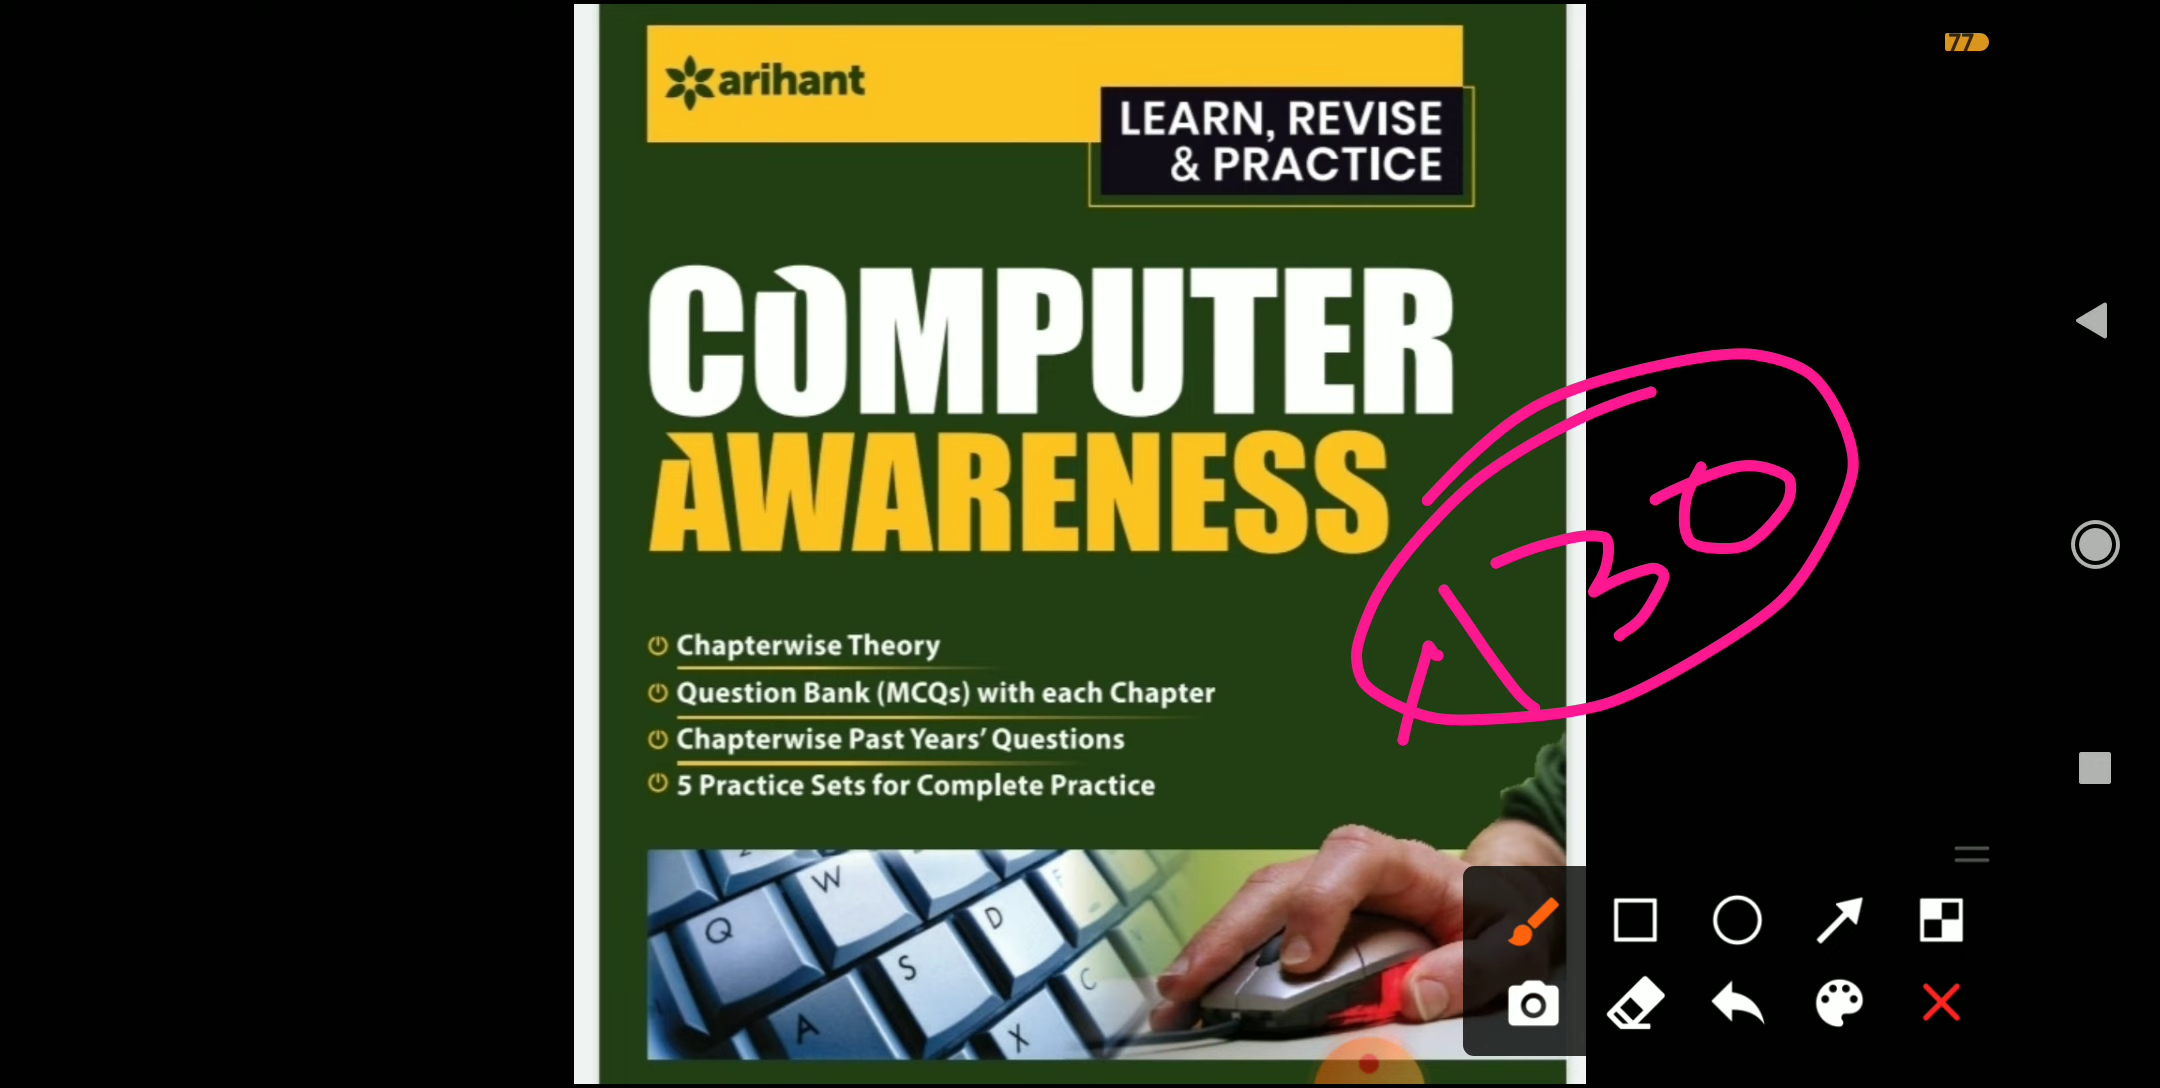 arihant
LEARN, REVISE
& PRACTICE
COMPUTER
AWARENESS
130
Chapterwise Theory
Question Bank (MCQs) with each Chapter
Chapterwise Past Years' Questions
5 Practice Sets for Complete Practice
Q
W
D
S
C
A
X
77